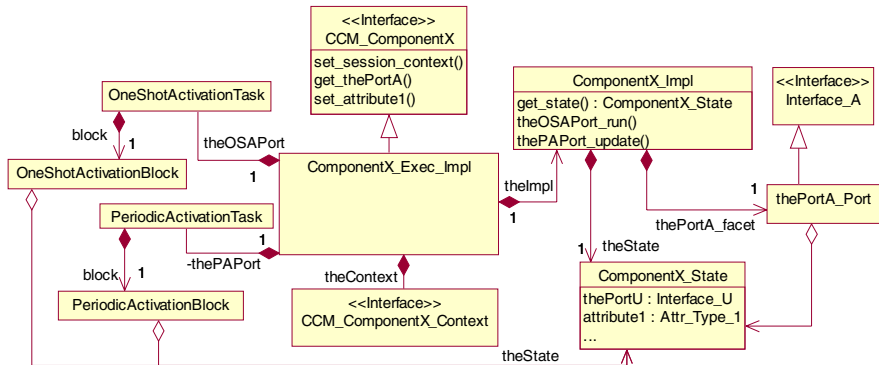 <<Interface>>
CCM_ComponentX
set_session_context()
get_thePortA()
set_attribute1()
ComponentX_Impl
get_state() : ComponentX_State
theOSAPort_run()
thePAPort_update()
<<Interface>>
Interface_A
OneShotActivationTask
block
1
theOSAPort
1
OneShotActivationBlock
ComponentX_Exec_Impl
theImpl
1
1
thePortA_Port
thePortA_facet
PeriodicActivationTask
1
-thePAPort
block
1
PeriodicActivationBlock
theContext
<<Interface>>
CCM_ComponentX_Context
1
theState
ComponentX_State
thePortU : Interface_U
attribute1 : Attr_Type_1
...
theState